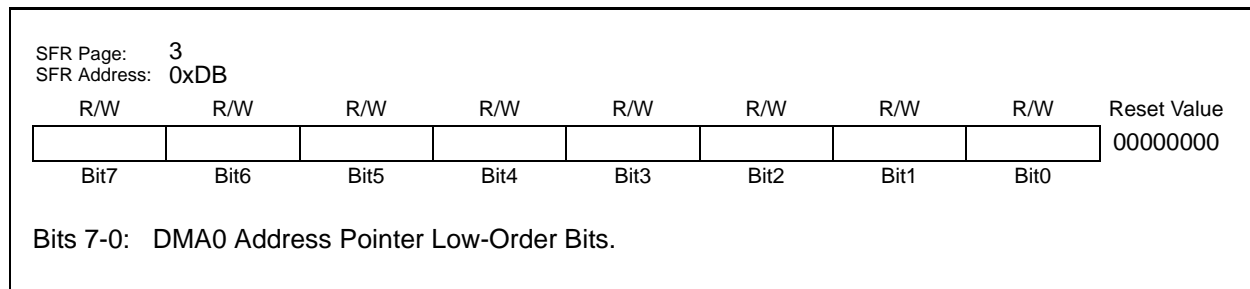 SFR Page: 3
SFR Address: 0xDB
R/W R/W R/W R/W R/W R/W R/W R/W Reset Value
00000000
Bit7 Bit6 Bit5 Bit4 Bit3 Bit2 Bit1 Bit0
Bits 7-0: DMA0 Address Pointer Low-Order Bits.